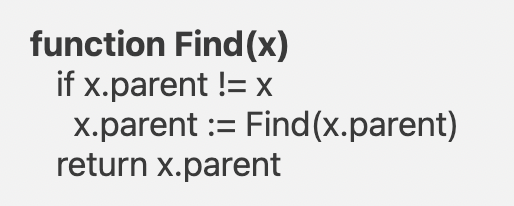 function Find(x)
if x.parent != x
x.parent := Find(x.parent)
return x.parent